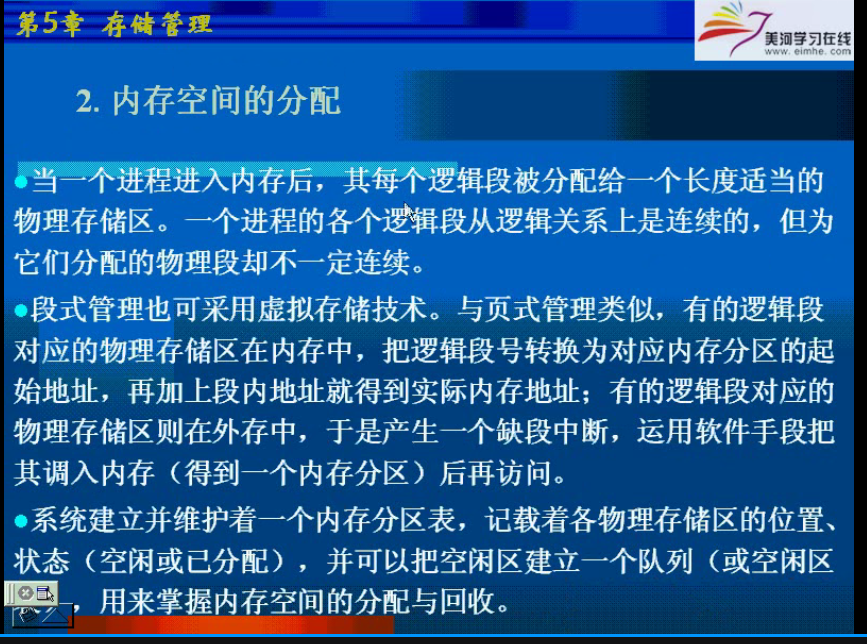 第5章 存储管理
美河学习在线
www.eimhe.com
2. 内存空间的分配
●当一个进程进入内存后，其每个逻辑段被分配给一个长度适当的
物理存储区。一个进程的各个逻辑段从逻辑关系上是连续的，但为
它们分配的物理段却不一定连续。
●段式管理也可采用虚拟存储技术。与页式管理类似，有的逻辑段
对应的物理存储区在内存中，把逻辑段号转换为对应内存分区的起
始地址，再加上段内地址就得到实际内存地址；有的逻辑段对应的
物理存储区则在外存中，于是产生一个缺段中断，运用软件手段把
其调入内存（得到一个内存分区）后再访问。
●系统建立并维护着一个内存分区表，记载着各物理存储区的位置、
状态（空闲或已分配），并可以把空闲区建立一个队列（或空闲区
，用来掌握内存空间的分配与回收。